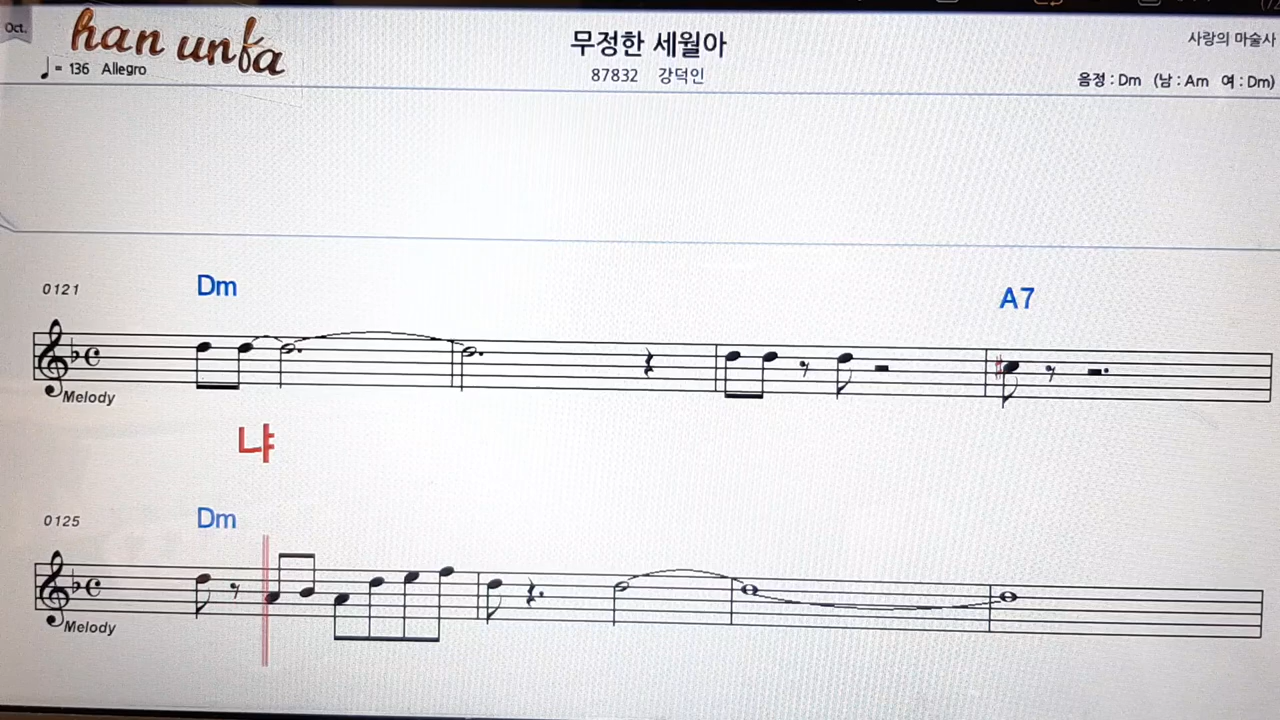 Oct.
han unfa
무정한 세월아
사랑의 마술사
♩= 136 Allegro
87832 강덕인
음정 : Dm (남 : Am 여 : Dm)
0121
Dm
A7
Melody
냐
0125
Dm
Melody